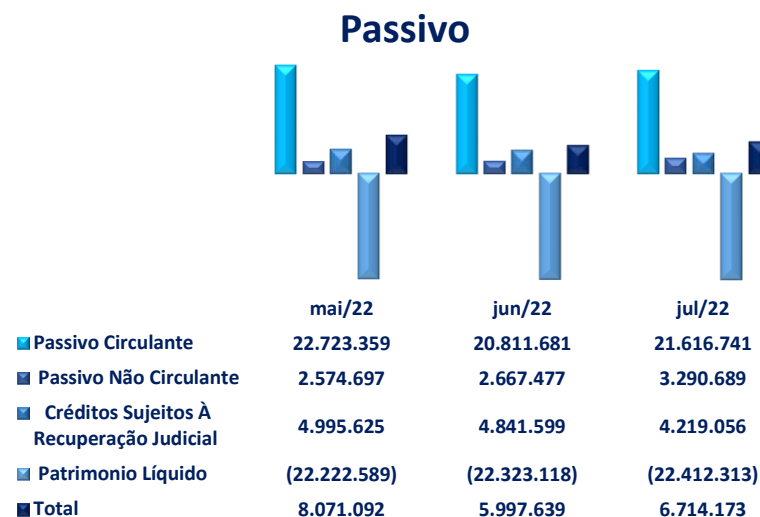 Passivo
mai/22 jun/22 jul/22
Passivo Circulante 22.723.359 20.811.681 21.616.741
Passivo Não Circulante 2.574.697 2.667.477 3.290.689
Créditos Sujeitos À
Recuperação Judicial 4.995.625 4.841.599 4.219.056
Patrimonio Líquido (22.222.589) (22.323.118) (22.412.313)
Total 8.071.092 5.997.639 6.714.173